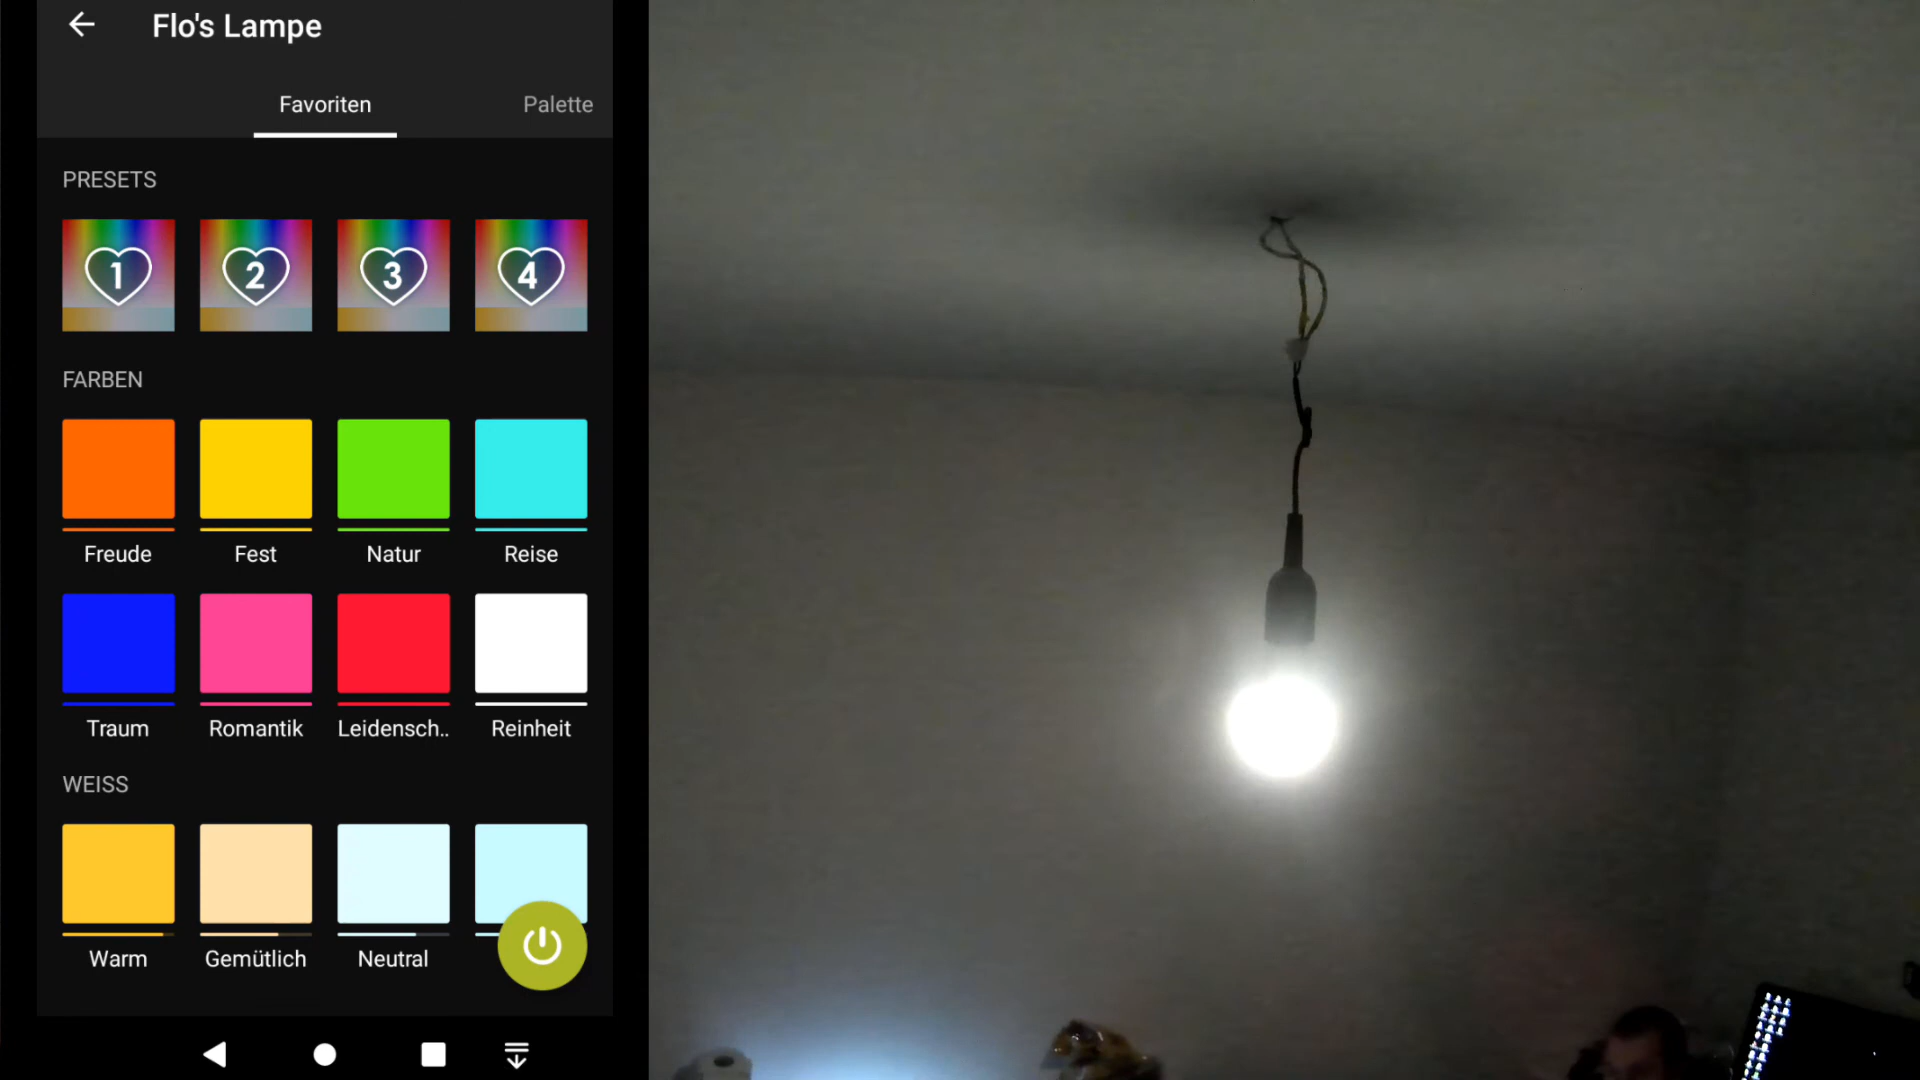 Flo's Lampe
Favoriten
Palette
PRESETS
1
2
3
4
FARBEN
Freude
Fest
Natur
Reise
Traum
Romantik
Leidensch..
Reinheit
WEISS
Warm
Gemütlich
Neutral